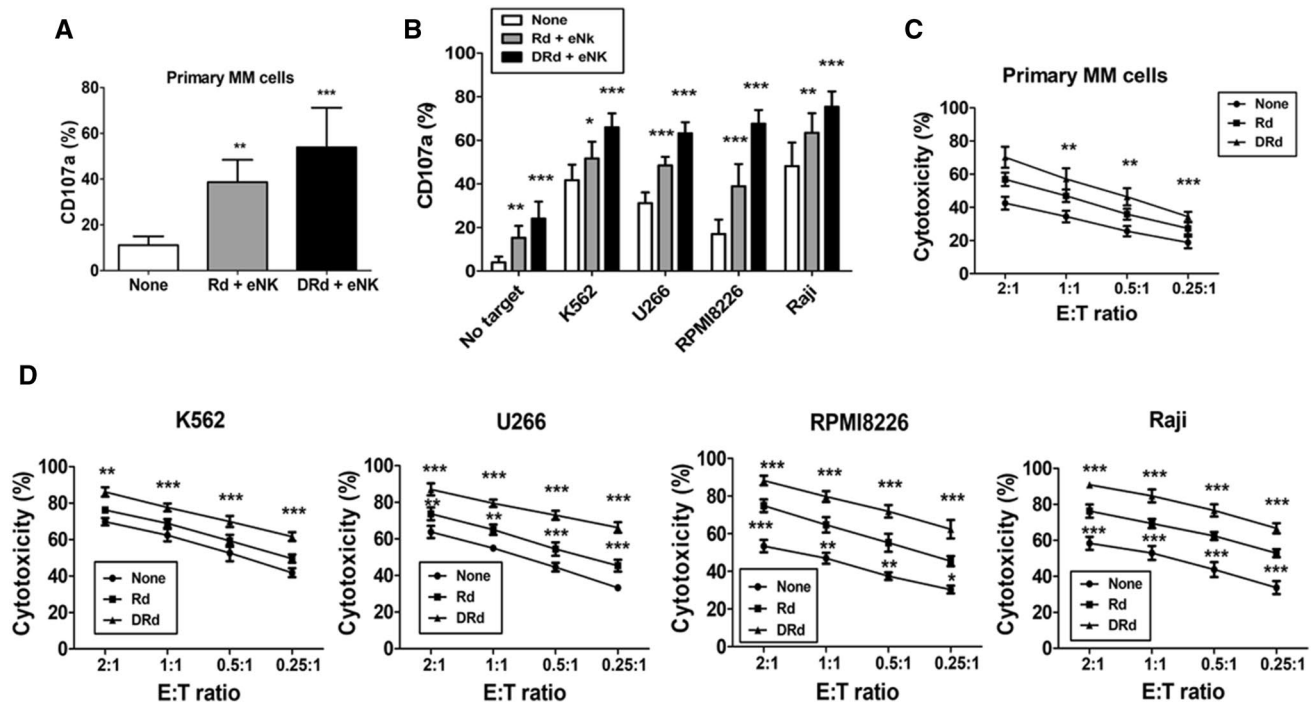 A
Primary MM cells
CD107a (%)
80
60
40
20
0
**
***
None
Rd + eNK
DRd + eNK
B
None
Rd + eNk
DRd + eNK
CD107a (%)
100
80
60
40
20
0
** ***
* ***
*** ***
*** ***
** ***
No target
K562
U266
RPMI8226
Raji
C
Primary MM cells
Cytotoxicity (%)
100
80
60
40
20
0
** ** ***
2:1 1:1 0.5:1 0.25:1
E:T ratio
None
Rd
DRd
D
K562
Cytotoxicity (%)
100
80
60
40
20
0
** *** *** ***
None
Rd
DRd
2:1 1:1 0.5:1 0.25:1
E:T ratio
U266
Cytotoxicity (%)
100
80
60
40
20
0
*** *** *** ***
** ** *** ***
None
Rd
DRd
2:1 1:1 0.5:1 0.25:1
E:T ratio
RPMI8226
Cytotoxicity (%)
100
80
60
40
20
0
*** *** *** ***
*** ** ** *
None
Rd
DRd
2:1 1:1 0.5:1 0.25:1
E:T ratio
Raji
Cytotoxicity (%)
100
80
60
40
20
0
*** *** *** ***
*** *** *** ***
None
Rd
DRd
2:1 1:1 0.5:1 0.25:1
E:T ratio